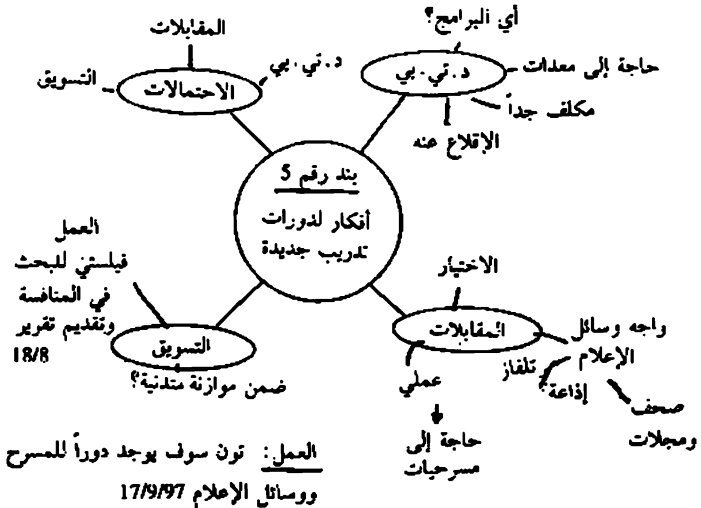 أي البرامج؟
د.تي.بي
حاجة إلى معدات
مكلف جداً
الإقلاع عنه
المقابلات
د.تي.بي
الاحتمالات
التسويق
بند رقم 5
أفكار لدورات
تدريب جديدة
العمل
فيلستي للبحث
في المنافسة
وتقديم تقرير
18/8
التسويق
ضمن موازنة متدنية؟
الاختيار
المقابلات
واجه وسائل
الإعلام
تلفاز
إذاعة؟
صحف
ومجلات
عملي
حاجة إلى
مسرحيات
العمل: تون سوف يوجد دوراً للمسرح
ووسائل الإعلام 17/9/97